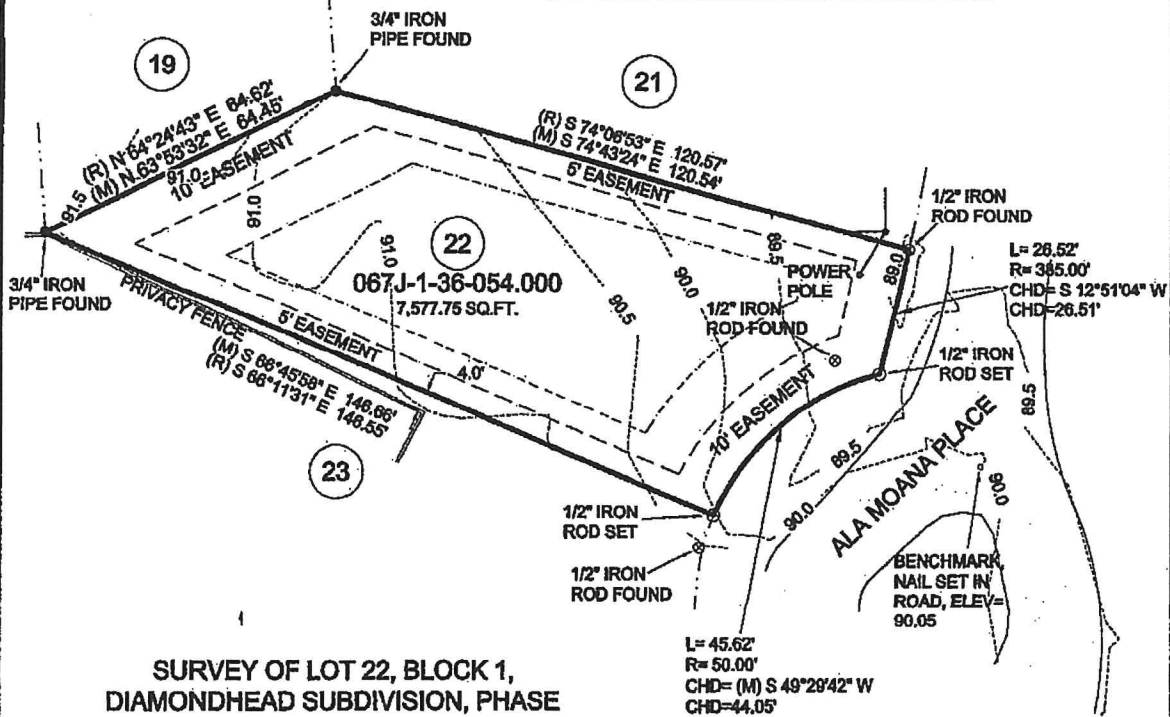 3/4" IRON
PIPE FOUND
19
21
(R) N 64°24'43" E 64.62'
(M) N 63°53'32" E 64.45'
(R) S 74°06'53" E 120.57'
(M) S 74°43'24" E 120.54'
91.5
91.0
10' EASEMENT
5' EASEMENT
91.0
91.0
22
067J-1-36-054.000
7,577.75 SQ.FT.
90.5
90.0
89.5
89.0
1/2" IRON
ROD FOUND
POWER
POLE
1/2" IRON
ROD FOUND
L= 26.52'
R= 385.00'
CHD= S 12°51'04" W
CHD=26.51'
3/4" IRON
PIPE FOUND
PRIVACY FENCE
5' EASEMENT
(M) S 66°45'58" E 146.66'
(R) S 66°11'31" E 146.55'
4.0'
10' EASEMENT
1/2" IRON
ROD SET
23
89.5
90.0
ALA MOANA PLACE
90.0
89.5
1/2" IRON
ROD SET
1/2" IRON
ROD FOUND
BENCHMARK,
NAIL SET IN
ROAD, ELEV=
90.05
L= 45.62'
R= 50.00'
CHD= (M) S 49°29'42" W
CHD=44.05'
SURVEY OF LOT 22, BLOCK 1,
DIAMONDHEAD SUBDIVISION, PHASE